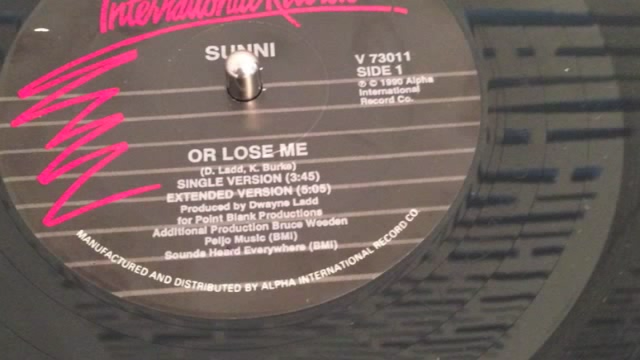 International Records
SUNNI
V 73011
SIDE 1
℗ © 1990 Alpha
International
Record Co.
OR LOSE ME
(D. Ladd, K. Burke)
SINGLE VERSION (3:45)
EXTENDED VERSION (5:05)
Produced by Dwayne Ladd
for Point Blank Productions
Additional Production Bruce Weeden
Peljo Music (BMI)
Sounds Heard Everywhere (BMI)
MANUFACTURED AND DISTRIBUTED BY ALPHA INTERNATIONAL RECORD CO.